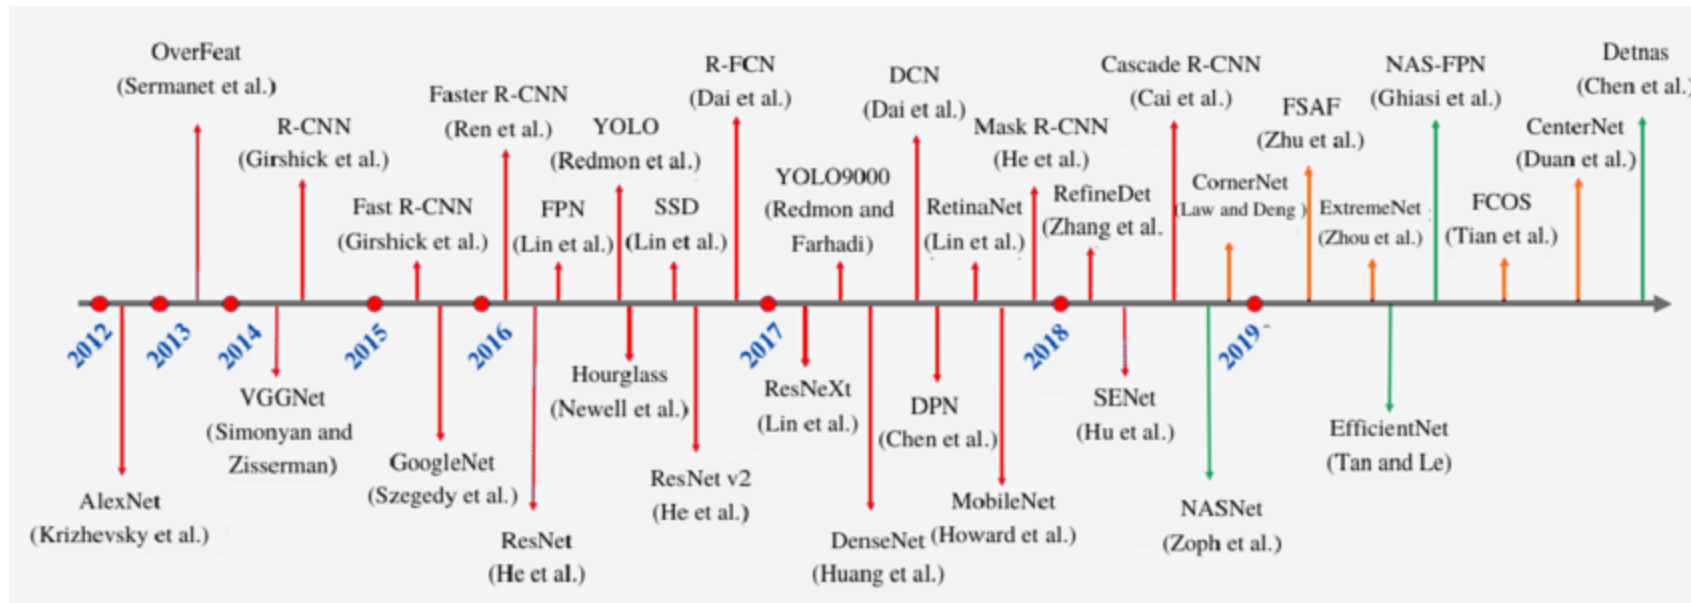 OverFeat
(Sermanet et al.)
R-CNN
(Girshick et al.)
Fast R-CNN
(Girshick et al.)
Faster R-CNN
(Ren et al.)
FPN
(Lin et al.)
YOLO
(Redmon et al.)
SSD
(Lin et al.)
R-FCN
(Dai et al.)
YOLO9000
(Redmon and
Farhadi)
DCN
(Dai et al.)
RetinaNet
(Lin et al.)
Mask R-CNN
(He et al.)
RefineDet
(Zhang et al.
Cascade R-CNN
(Cai et al.)
CornerNet
(Law and Deng )
FSAF
(Zhu et al.)
ExtremeNet
(Zhou et al.)
NAS-FPN
(Ghiasi et al.)
FCOS
(Tian et al.)
CenterNet
(Duan et al.)
Detnas
(Chen et al.)
2012
2013
2014
2015
2016
2017
2018
2019
AlexNet
(Krizhevsky et al.)
VGGNet
(Simonyan and
Zisserman)
GoogleNet
(Szegedy et al.)
ResNet
(He et al.)
Hourglass
(Newell et al.)
ResNet v2
(He et al.)
ResNeXt
(Lin et al.)
DenseNet
(Huang et al.)
DPN
(Chen et al.)
MobileNet
(Howard et al.)
SENet
(Hu et al.)
NASNet
(Zoph et al.)
EfficientNet
(Tan and Le)